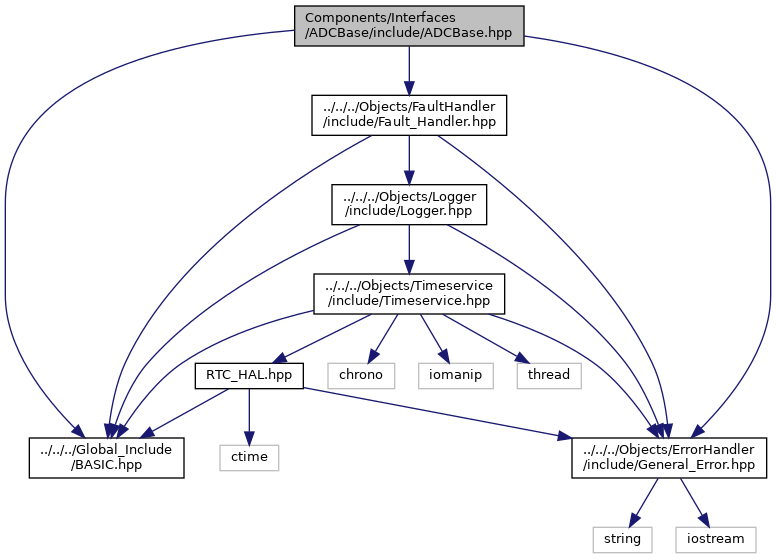 Components/Interfaces
/ADCBase/include/ADCBase.hpp
../../../Objects/FaultHandler
/include/Fault_Handler.hpp
../../../Objects/Logger
/include/Logger.hpp
../../../Objects/Timeservice
/include/Timeservice.hpp
RTC_HAL.hpp
chrono
iomanip
thread
../../../Global_Include
/BASIC.hpp
ctime
../../../Objects/ErrorHandler
/include/General_Error.hpp
string
iostream